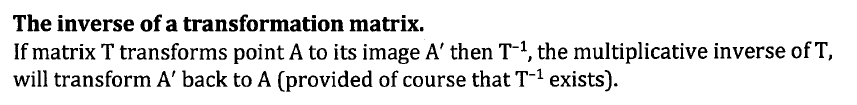 The inverse of a transformation matrix.
If matrix T transforms point A to its image A′ then T⁻¹, the multiplicative inverse of T,
will transform A′ back to A (provided of course that T⁻¹ exists).